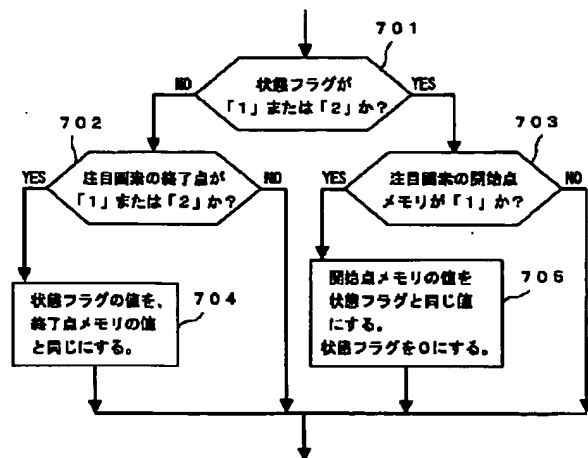 701
状態フラグが
「1」または「2」か?
NO
YES
702
注目画素の終了点が
「1」または「2」か?
YES
NO
703
注目画素の開始点
メモリが「1」か?
YES
NO
状態フラグの値を、
終了点メモリの値
と同じにする。
704
開始点メモリの値を
状態フラグと同じ値
にする。
状態フラグを0にする。
705